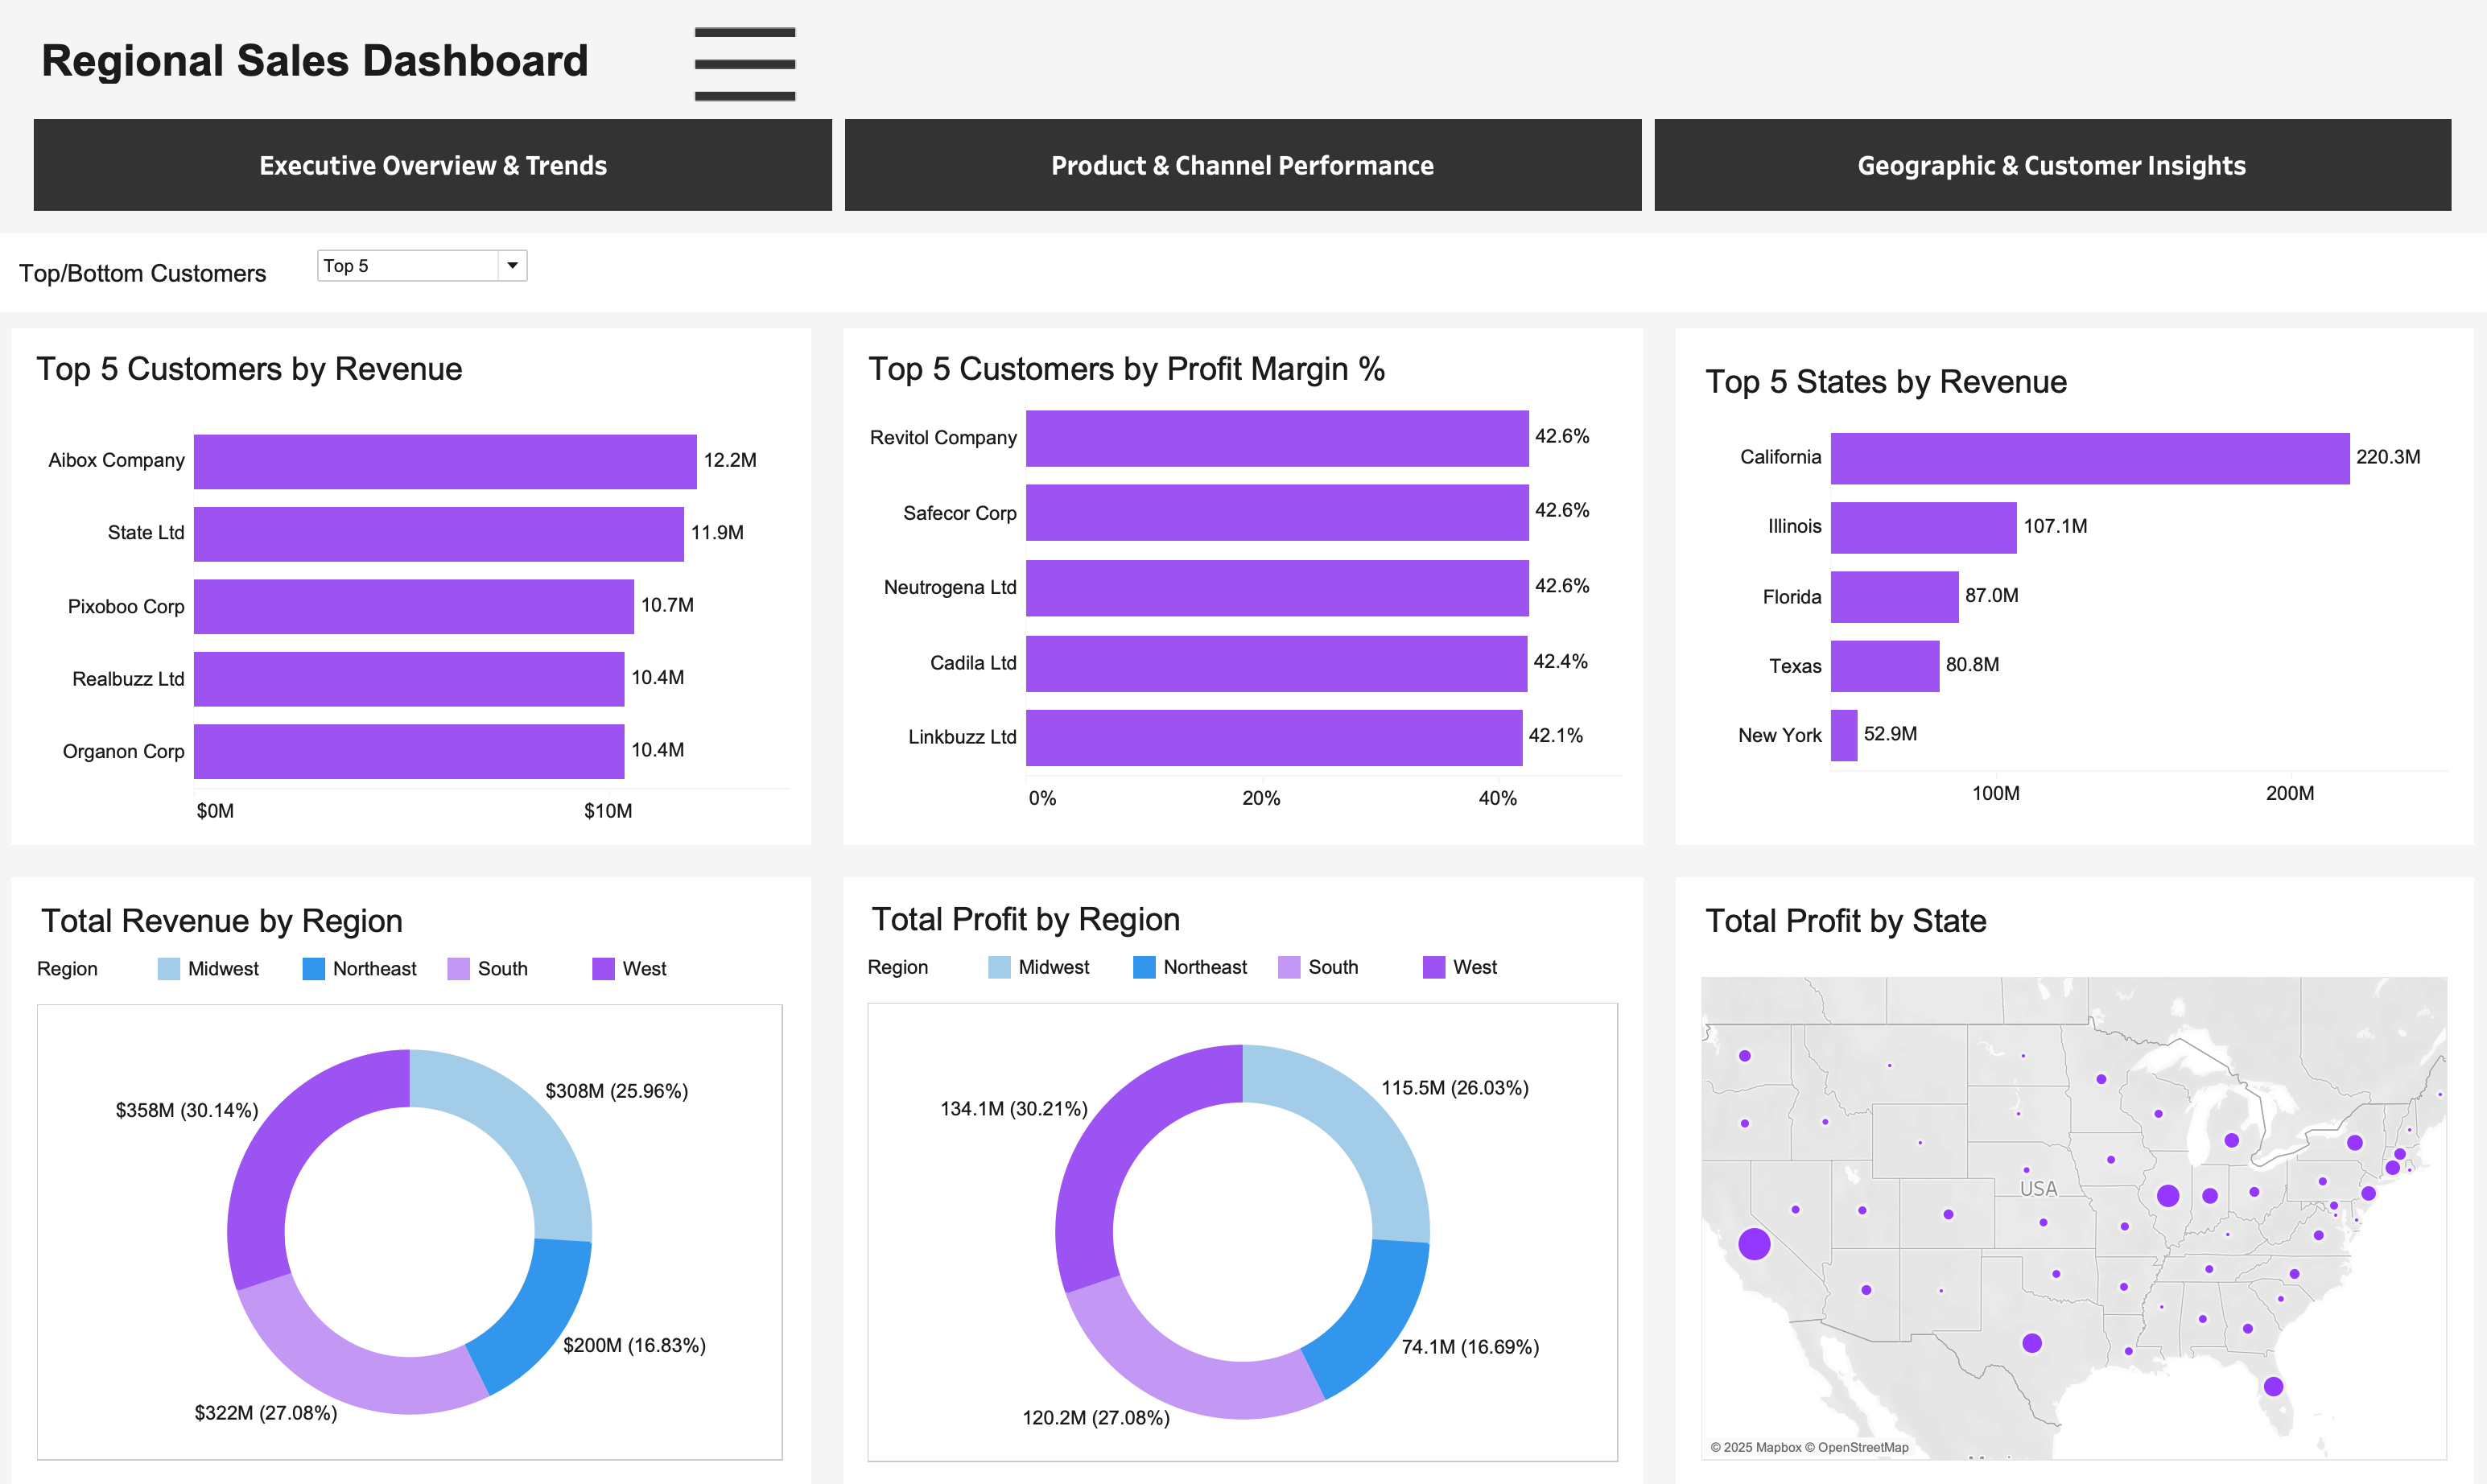 Regional Sales Dashboard
Executive Overview & Trends
Product & Channel Performance
Geographic & Customer Insights
Top/Bottom Customers
Top 5
Top 5 Customers by Revenue
Aibox Company
12.2M
State Ltd
11.9M
Pixoboo Corp
10.7M
Realbuzz Ltd
10.4M
Organon Corp
10.4M
$0M
$10M
Top 5 Customers by Profit Margin %
Revitol Company
42.6%
Safecor Corp
42.6%
Neutrogena Ltd
42.6%
Cadila Ltd
42.4%
Linkbuzz Ltd
42.1%
0%
20%
40%
Top 5 States by Revenue
California
220.3M
Illinois
107.1M
Florida
87.0M
Texas
80.8M
New York
52.9M
100M
200M
Total Revenue by Region
Region
Midwest
Northeast
South
West
$308M (25.96%)
$358M (30.14%)
$200M (16.83%)
$322M (27.08%)
Total Profit by Region
Region
Midwest
Northeast
South
West
115.5M (26.03%)
134.1M (30.21%)
74.1M (16.69%)
120.2M (27.08%)
Total Profit by State
USA
© 2025 Mapbox © OpenStreetMap